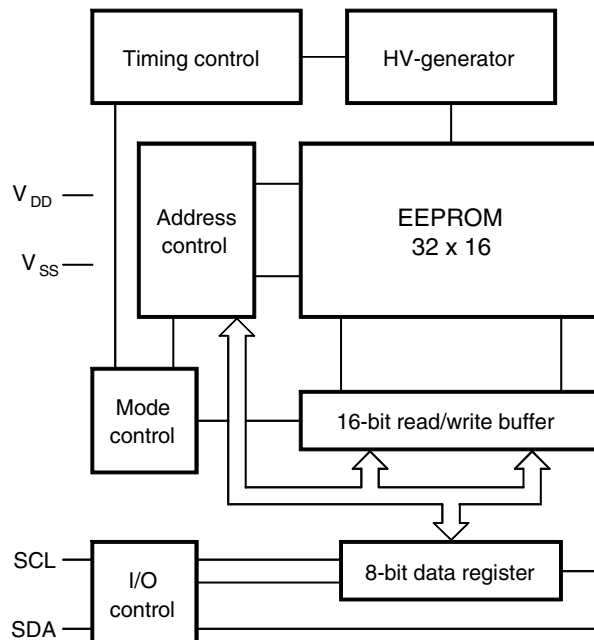 Timing control
HV-generator
V DD
Address
control
EEPROM
32 x 16
V SS
Mode
control
16-bit read/write buffer
SCL
I/O
control
8-bit data register
SDA